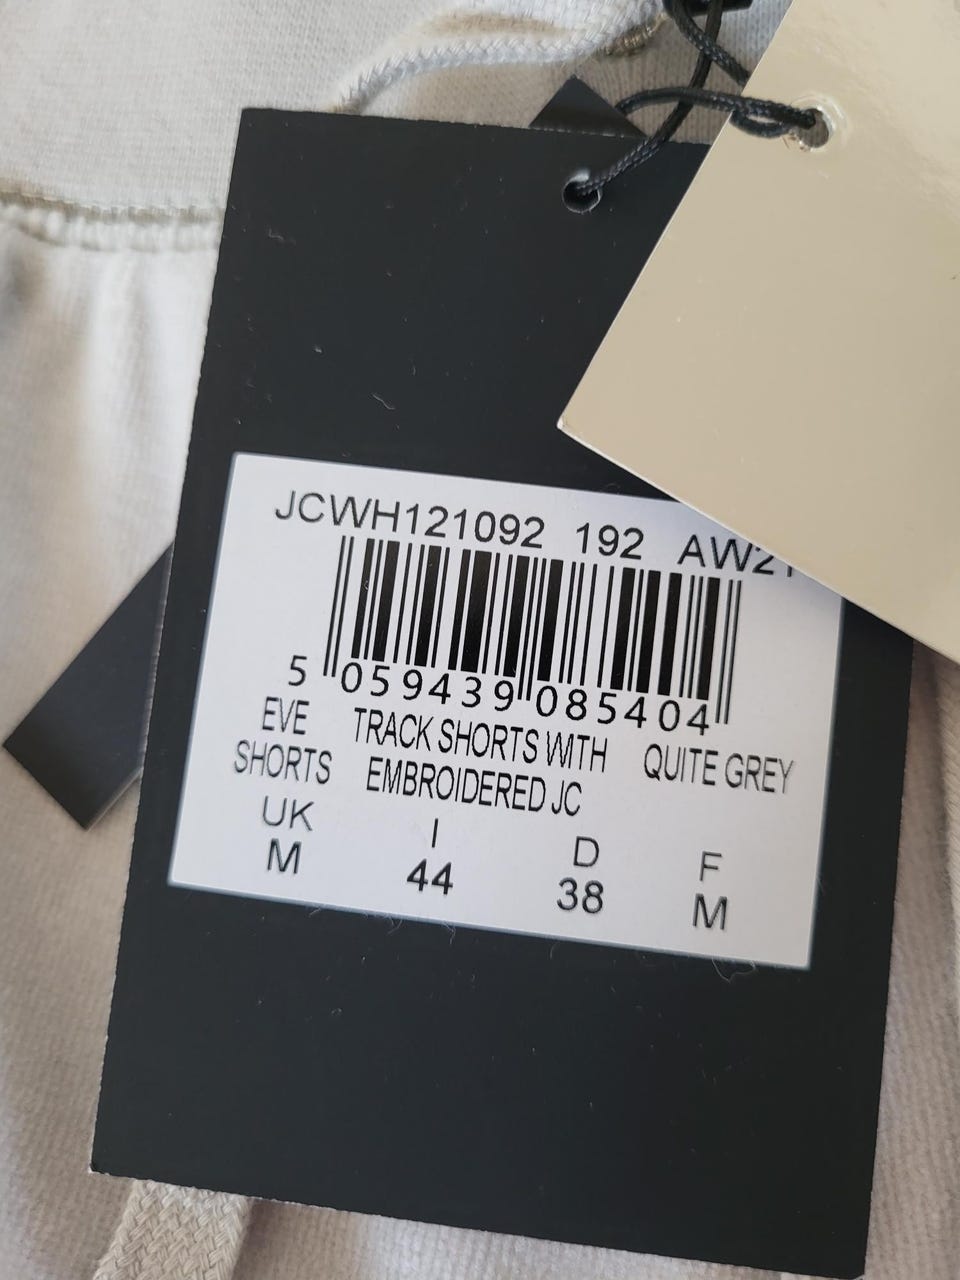 JCWH121092 192 AW21
5 059439 085404
EVE SHORTS
TRACK SHORTS WITH EMBROIDERED JC
QUITE GREY
UK I D F
M 44 38 M